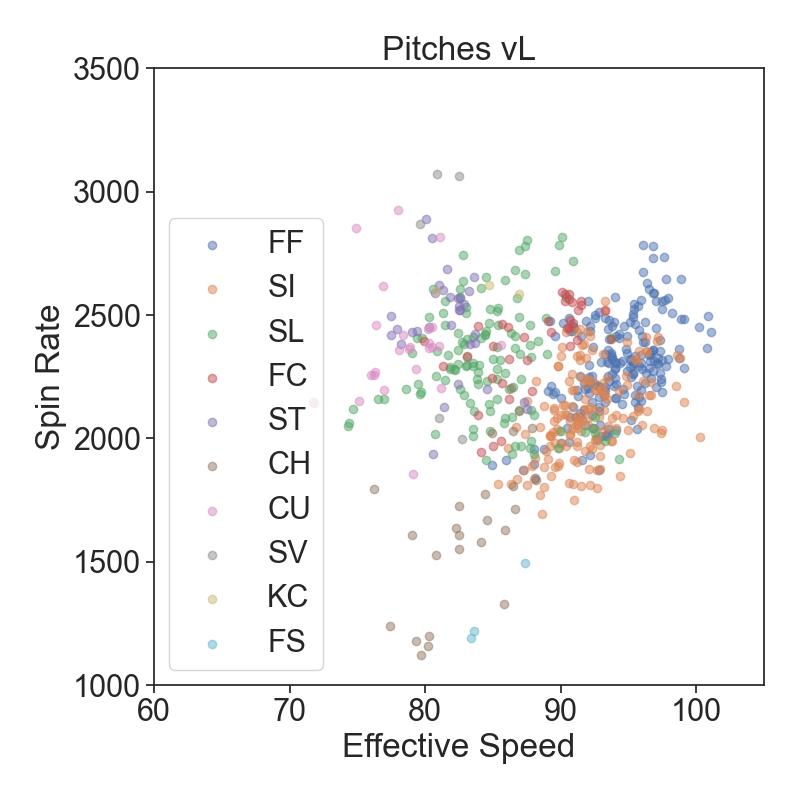 Pitches vL
3500
3000
2500
2000
1500
1000
Spin Rate
FF
SI
SL
FC
ST
CH
CU
SV
KC
FS
60 70 80 90 100
Effective Speed